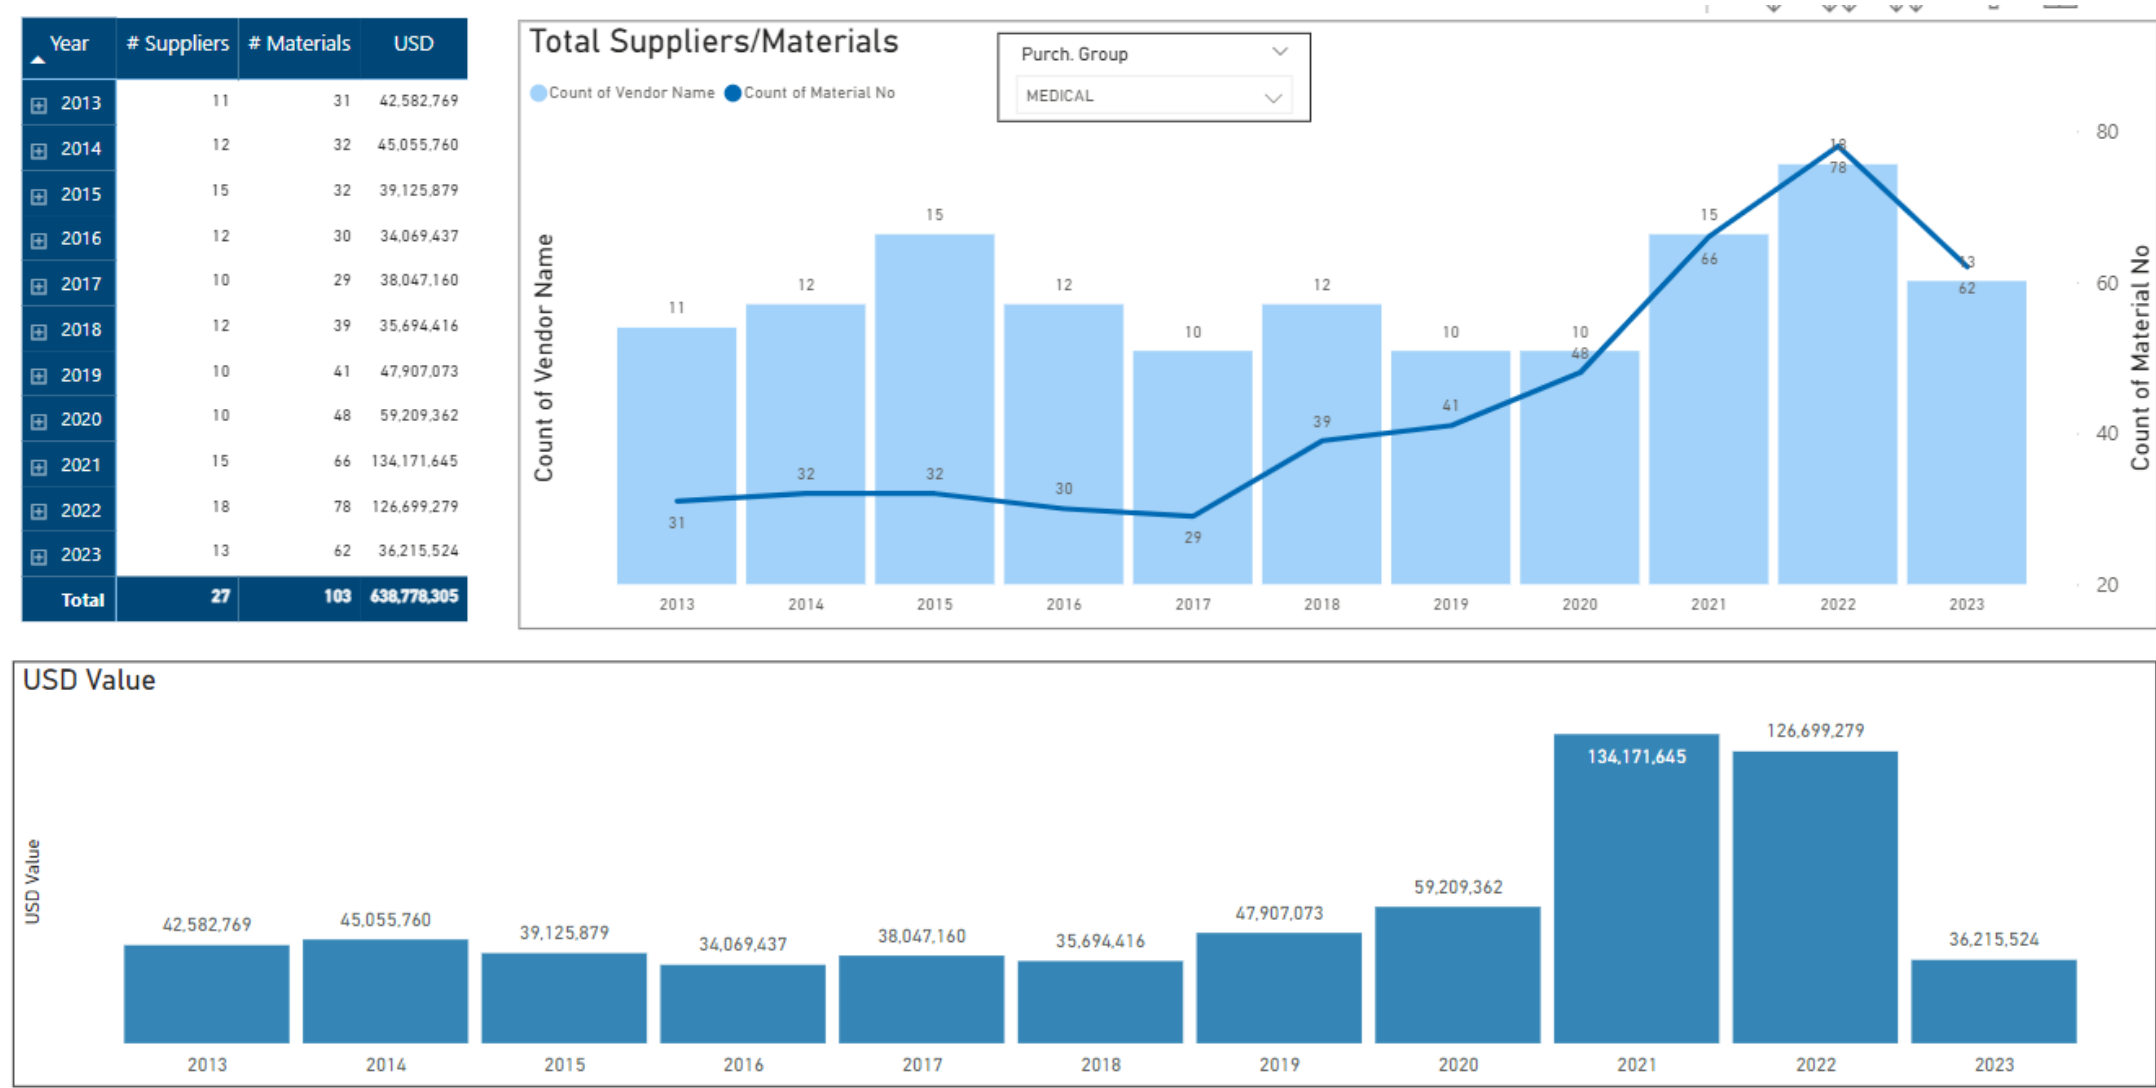 Year # Suppliers # Materials USD
2013 11 31 42,582,769
2014 12 32 45,055,760
2015 15 32 39,125,879
2016 12 30 34,069,437
2017 10 29 38,047,160
2018 12 39 35,694,416
2019 10 41 47,907,073
2020 10 48 59,209,362
2021 15 66 134,171,645
2022 18 78 126,699,279
2023 13 62 36,215,524
Total 27 103 638,778,305
Total Suppliers/Materials
Count of Vendor Name Count of Material No
Purch. Group
MEDICAL
Count of Vendor Name
11 12 15 12 10 12 10 10 15 18 13
31 32 32 30 29 39 41 48 66 78 62
80
60
40
20
Count of Material No
2013 2014 2015 2016 2017 2018 2019 2020 2021 2022 2023
USD Value
USD Value
42,582,769 45,055,760 39,125,879 34,069,437 38,047,160 35,694,416 47,907,073 59,209,362 134,171,645 126,699,279 36,215,524
2013 2014 2015 2016 2017 2018 2019 2020 2021 2022 2023